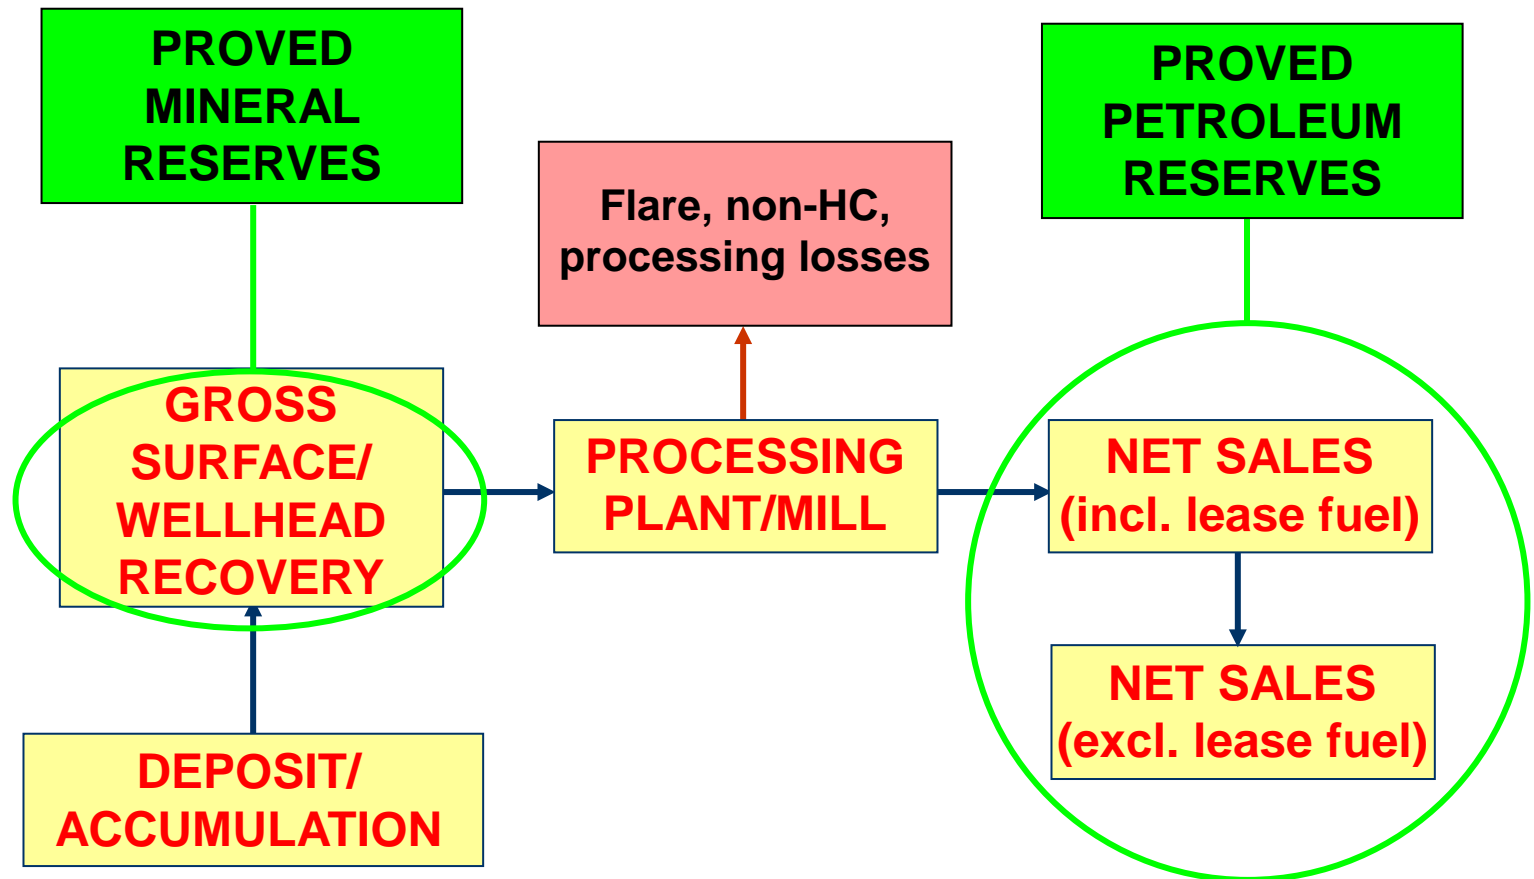 PROVED
MINERAL
RESERVES
PROVED
PETROLEUM
RESERVES
Flare, non-HC,
processing losses
GROSS
SURFACE/
WELLHEAD
RECOVERY
PROCESSING
PLANT/MILL
NET SALES
(incl. lease fuel)
NET SALES
(excl. lease fuel)
DEPOSIT/
ACCUMULATION